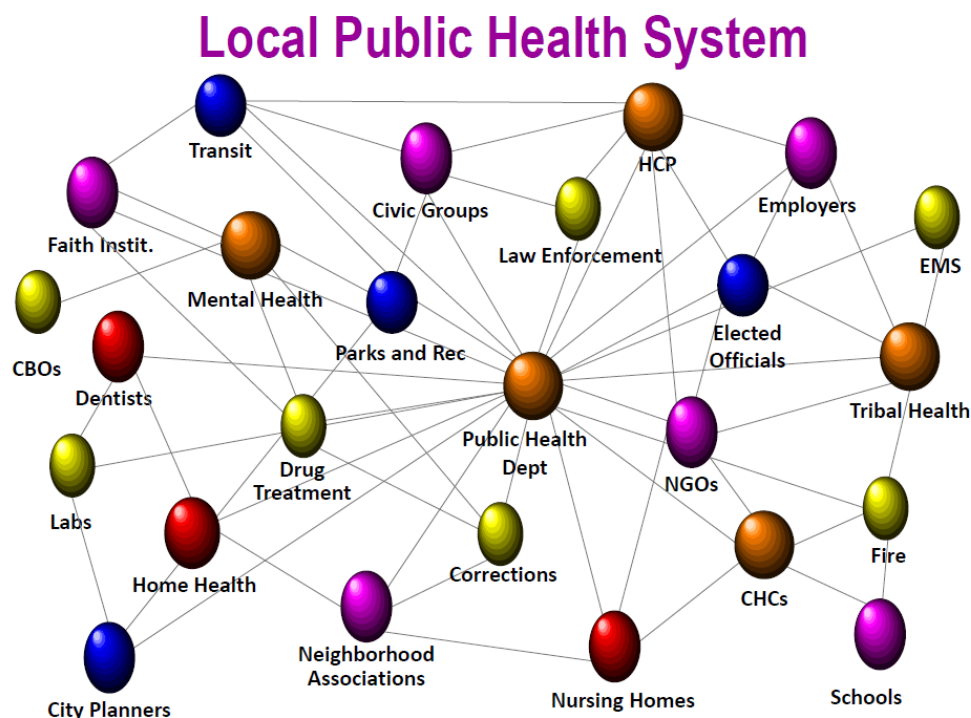 Local Public Health System
Transit
HCP
Civic Groups
Employers
Faith Instit.
Law Enforcement
EMS
Mental Health
Elected
Officials
CBOs
Parks and Rec
Dentists
Tribal Health
Public Health
Dept
Drug
Treatment
NGOs
Labs
Home Health
Corrections
Fire
CHCs
Neighborhood
Associations
Nursing Homes
Schools
City Planners